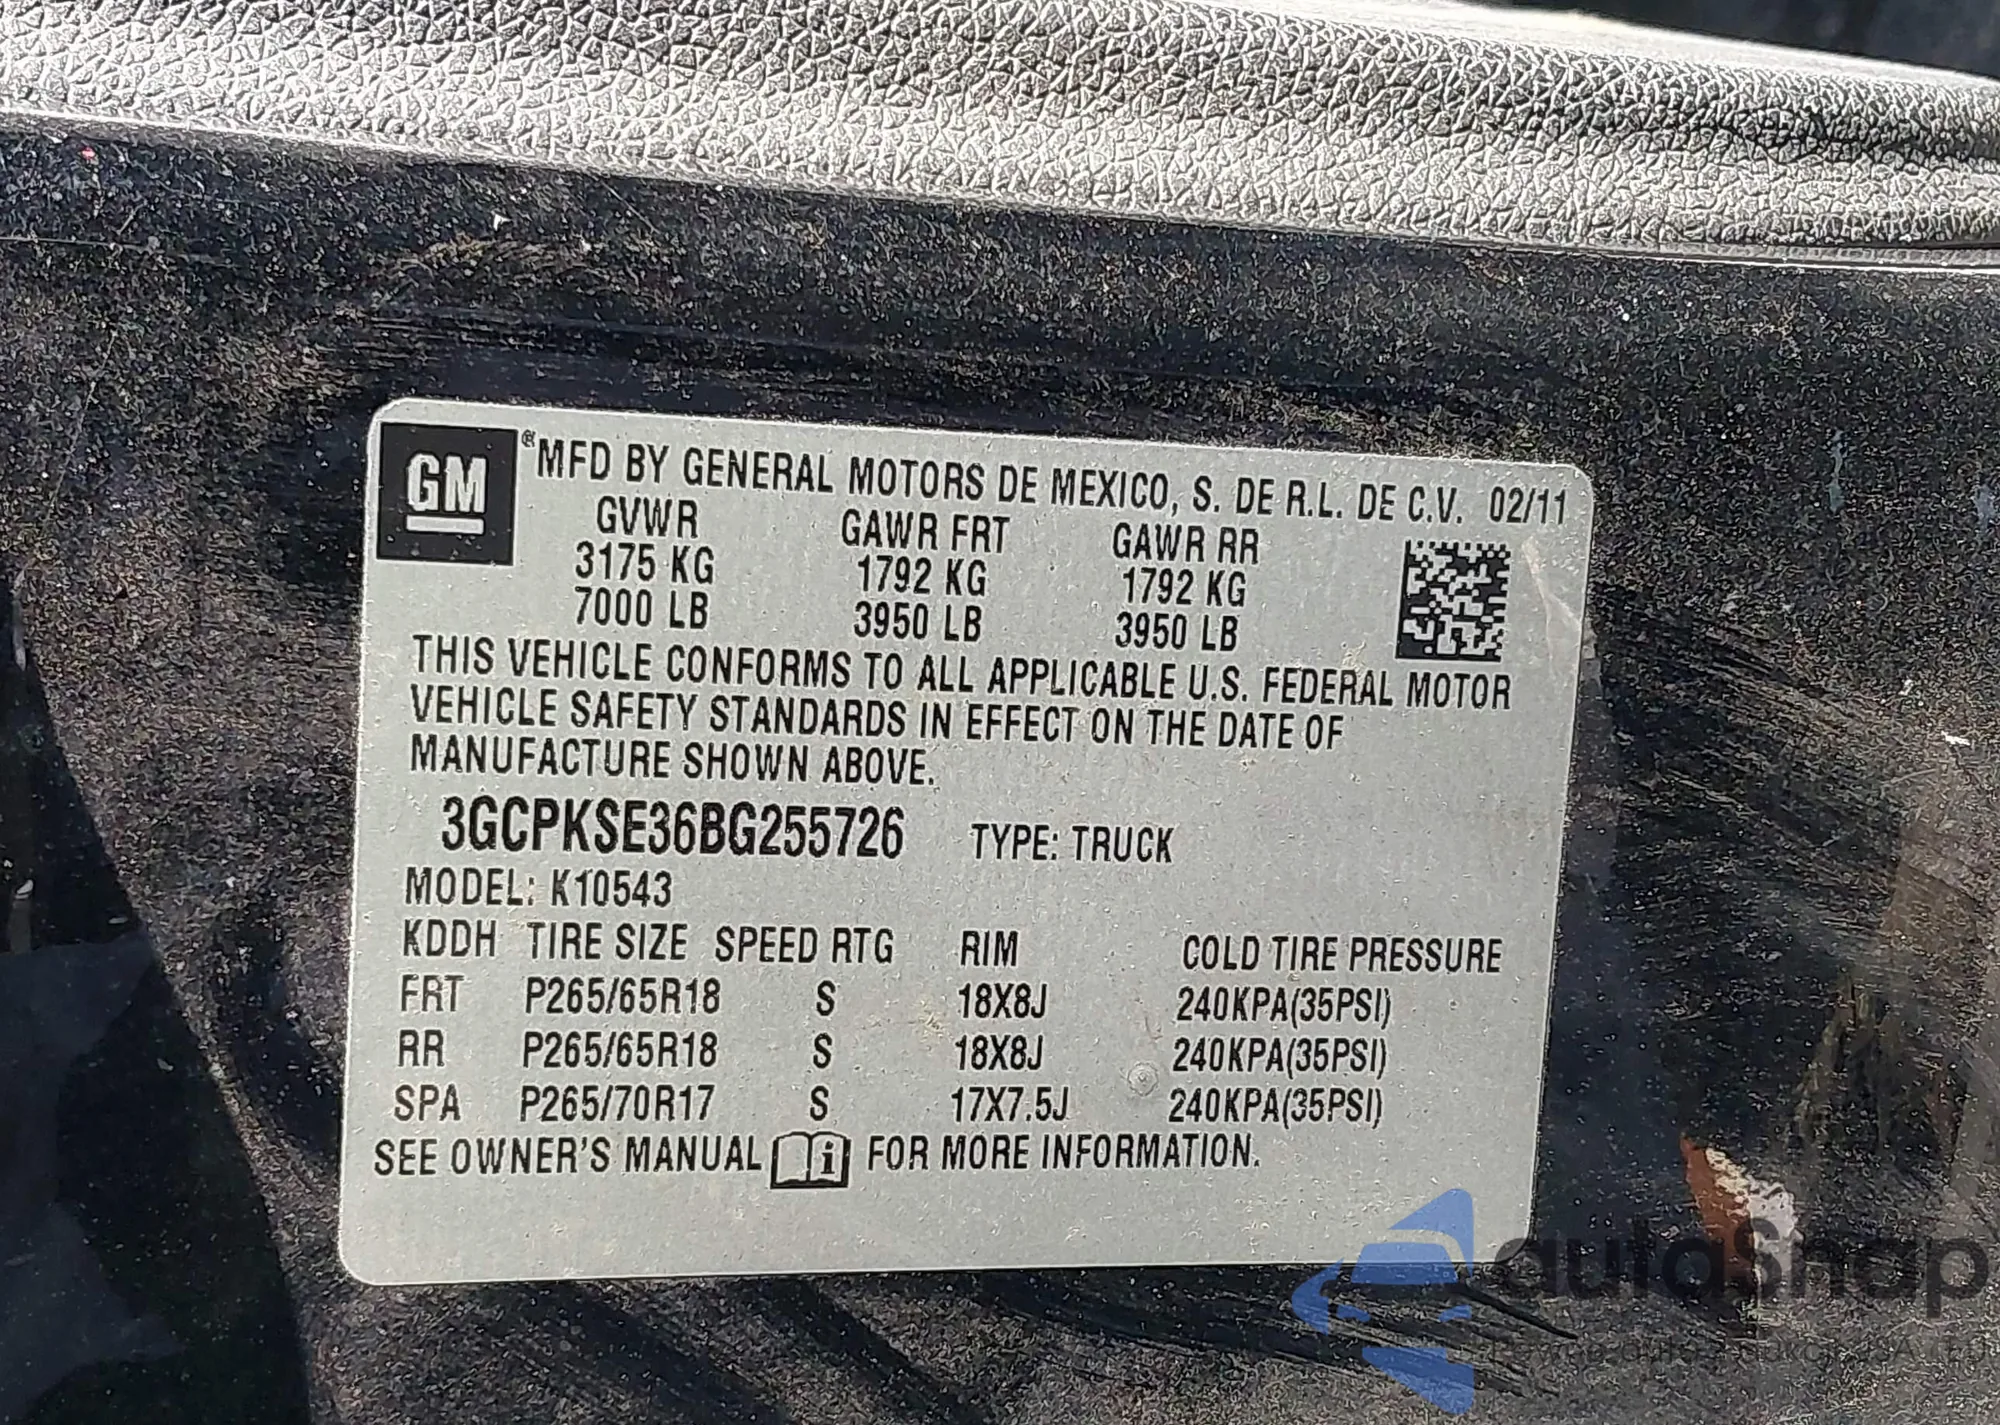 GM ® MFD BY GENERAL MOTORS DE MEXICO, S. DE R.L. DE C.V. 02/11
GVWR GAWR FRT GAWR RR
3175 KG 1792 KG 1792 KG
7000 LB 3950 LB 3950 LB
THIS VEHICLE CONFORMS TO ALL APPLICABLE U.S. FEDERAL MOTOR
VEHICLE SAFETY STANDARDS IN EFFECT ON THE DATE OF
MANUFACTURE SHOWN ABOVE.
3GCPKSE36BG255726 TYPE: TRUCK
MODEL: K10543
KDDH TIRE SIZE SPEED RTG RIM COLD TIRE PRESSURE
FRT P265/65R18 S 18X8J 240KPA(35PSI)
RR P265/65R18 S 18X8J 240KPA(35PSI)
SPA P265/70R17 S 17X7.5J 240KPA(35PSI)
SEE OWNER'S MANUAL i FOR MORE INFORMATION.
autaShap